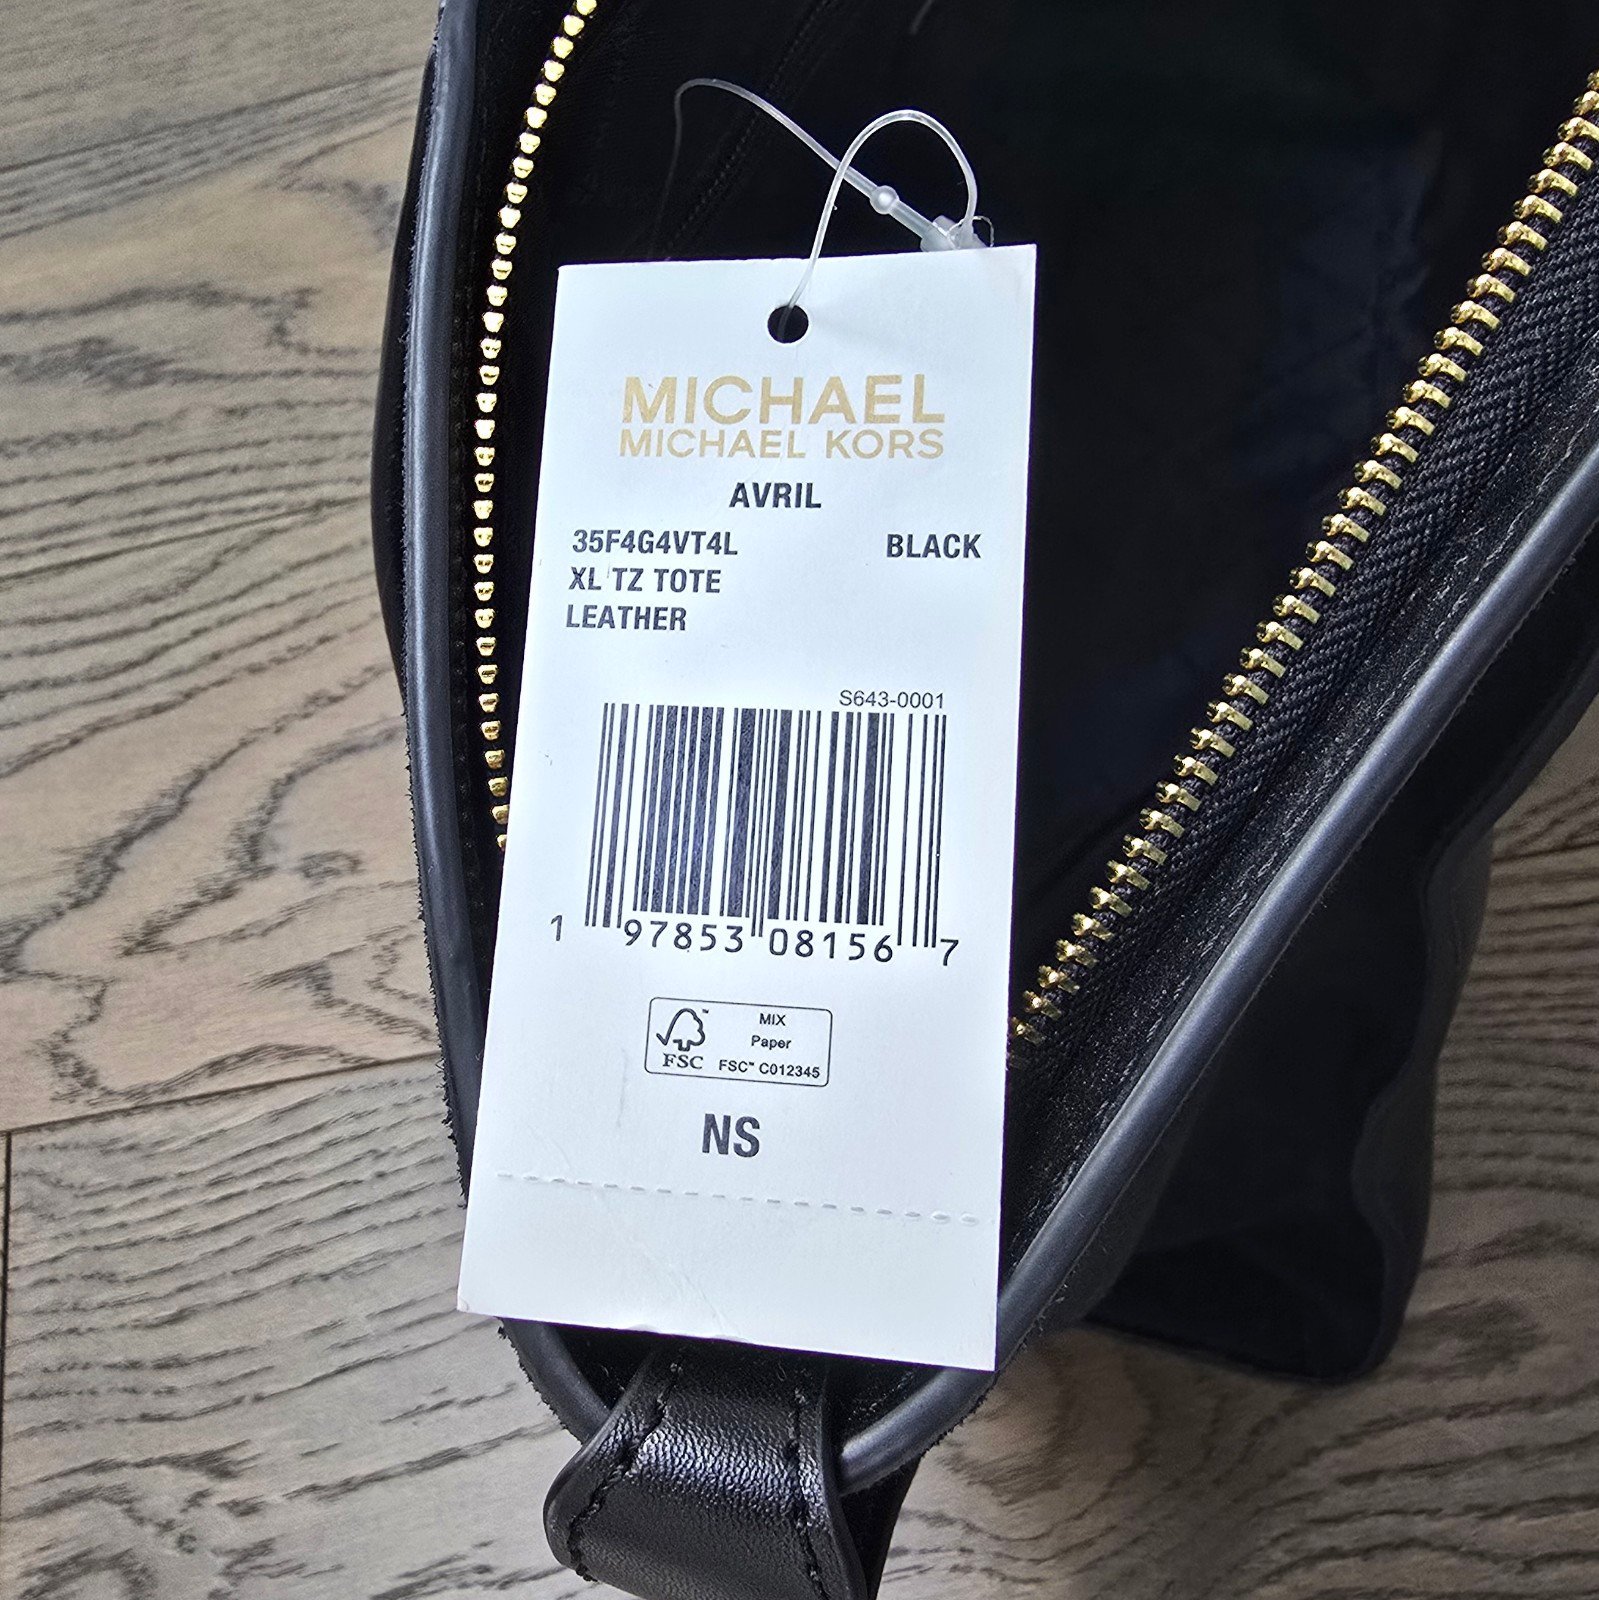 MICHAEL
MICHAEL KORS
AVRIL
35F4G4VT4L BLACK
XL TZ TOTE
LEATHER
S643-0001
1 97853 08156 7
MIX
Paper
FSC™ C012345
FSC
NS